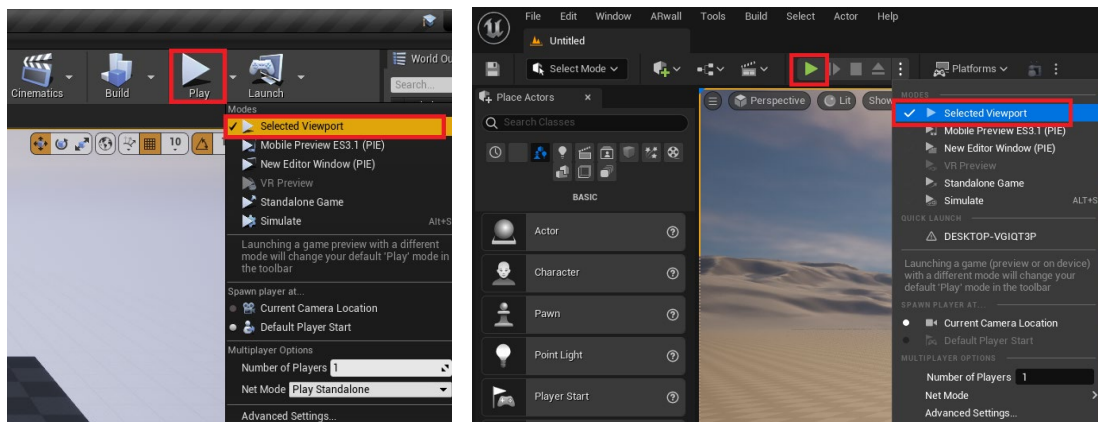 World Ou
Cinematics
Build
Play
Launch
Search...
Modes
Selected Viewport
10
Mobile Preview ES3.1 (PIE)
New Editor Window (PIE)
VR Preview
Standalone Game
Simulate Alt+S
Launching a game preview with a different
mode will change your default 'Play' mode in
the toolbar
Spawn player at...
Current Camera Location
Default Player Start
Multiplayer Options
Number of Players 1
Net Mode Play Standalone
Advanced Settings...
File Edit Window ARwall Tools Build Select Actor Help
Untitled
Select Mode
Platforms
Place Actors
Perspective
Lit
Show
Search Classes
BASIC
Actor
Character
Pawn
Point Light
Player Start
MODES
Selected Viewport
Mobile Preview ES3.1 (PIE)
New Editor Window (PIE)
VR Preview
Standalone Game
Simulate ALT+S
QUICK LAUNCH
DESKTOP-VGIQT3P
Launching a game (preview or on device)
with a different mode will change your
default 'Play' mode in the toolbar
SPAWN PLAYER AT...
Current Camera Location
Default Player Start
MULTIPLAYER OPTIONS
Number of Players 1
Net Mode
Advanced Settings...